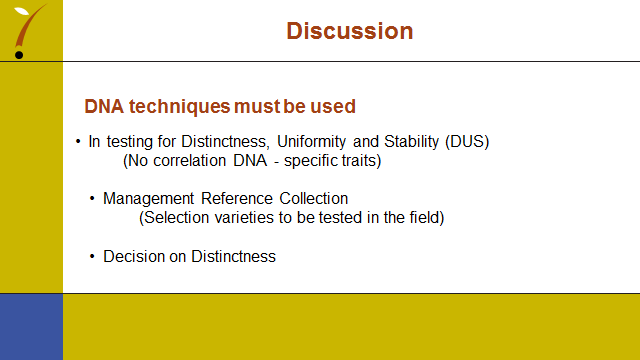 Discussion
DNA techniques must be used
• In testing for Distinctness, Uniformity and Stability (DUS)
(No correlation DNA - specific traits)
• Management Reference Collection
(Selection varieties to be tested in the field)
• Decision on Distinctness